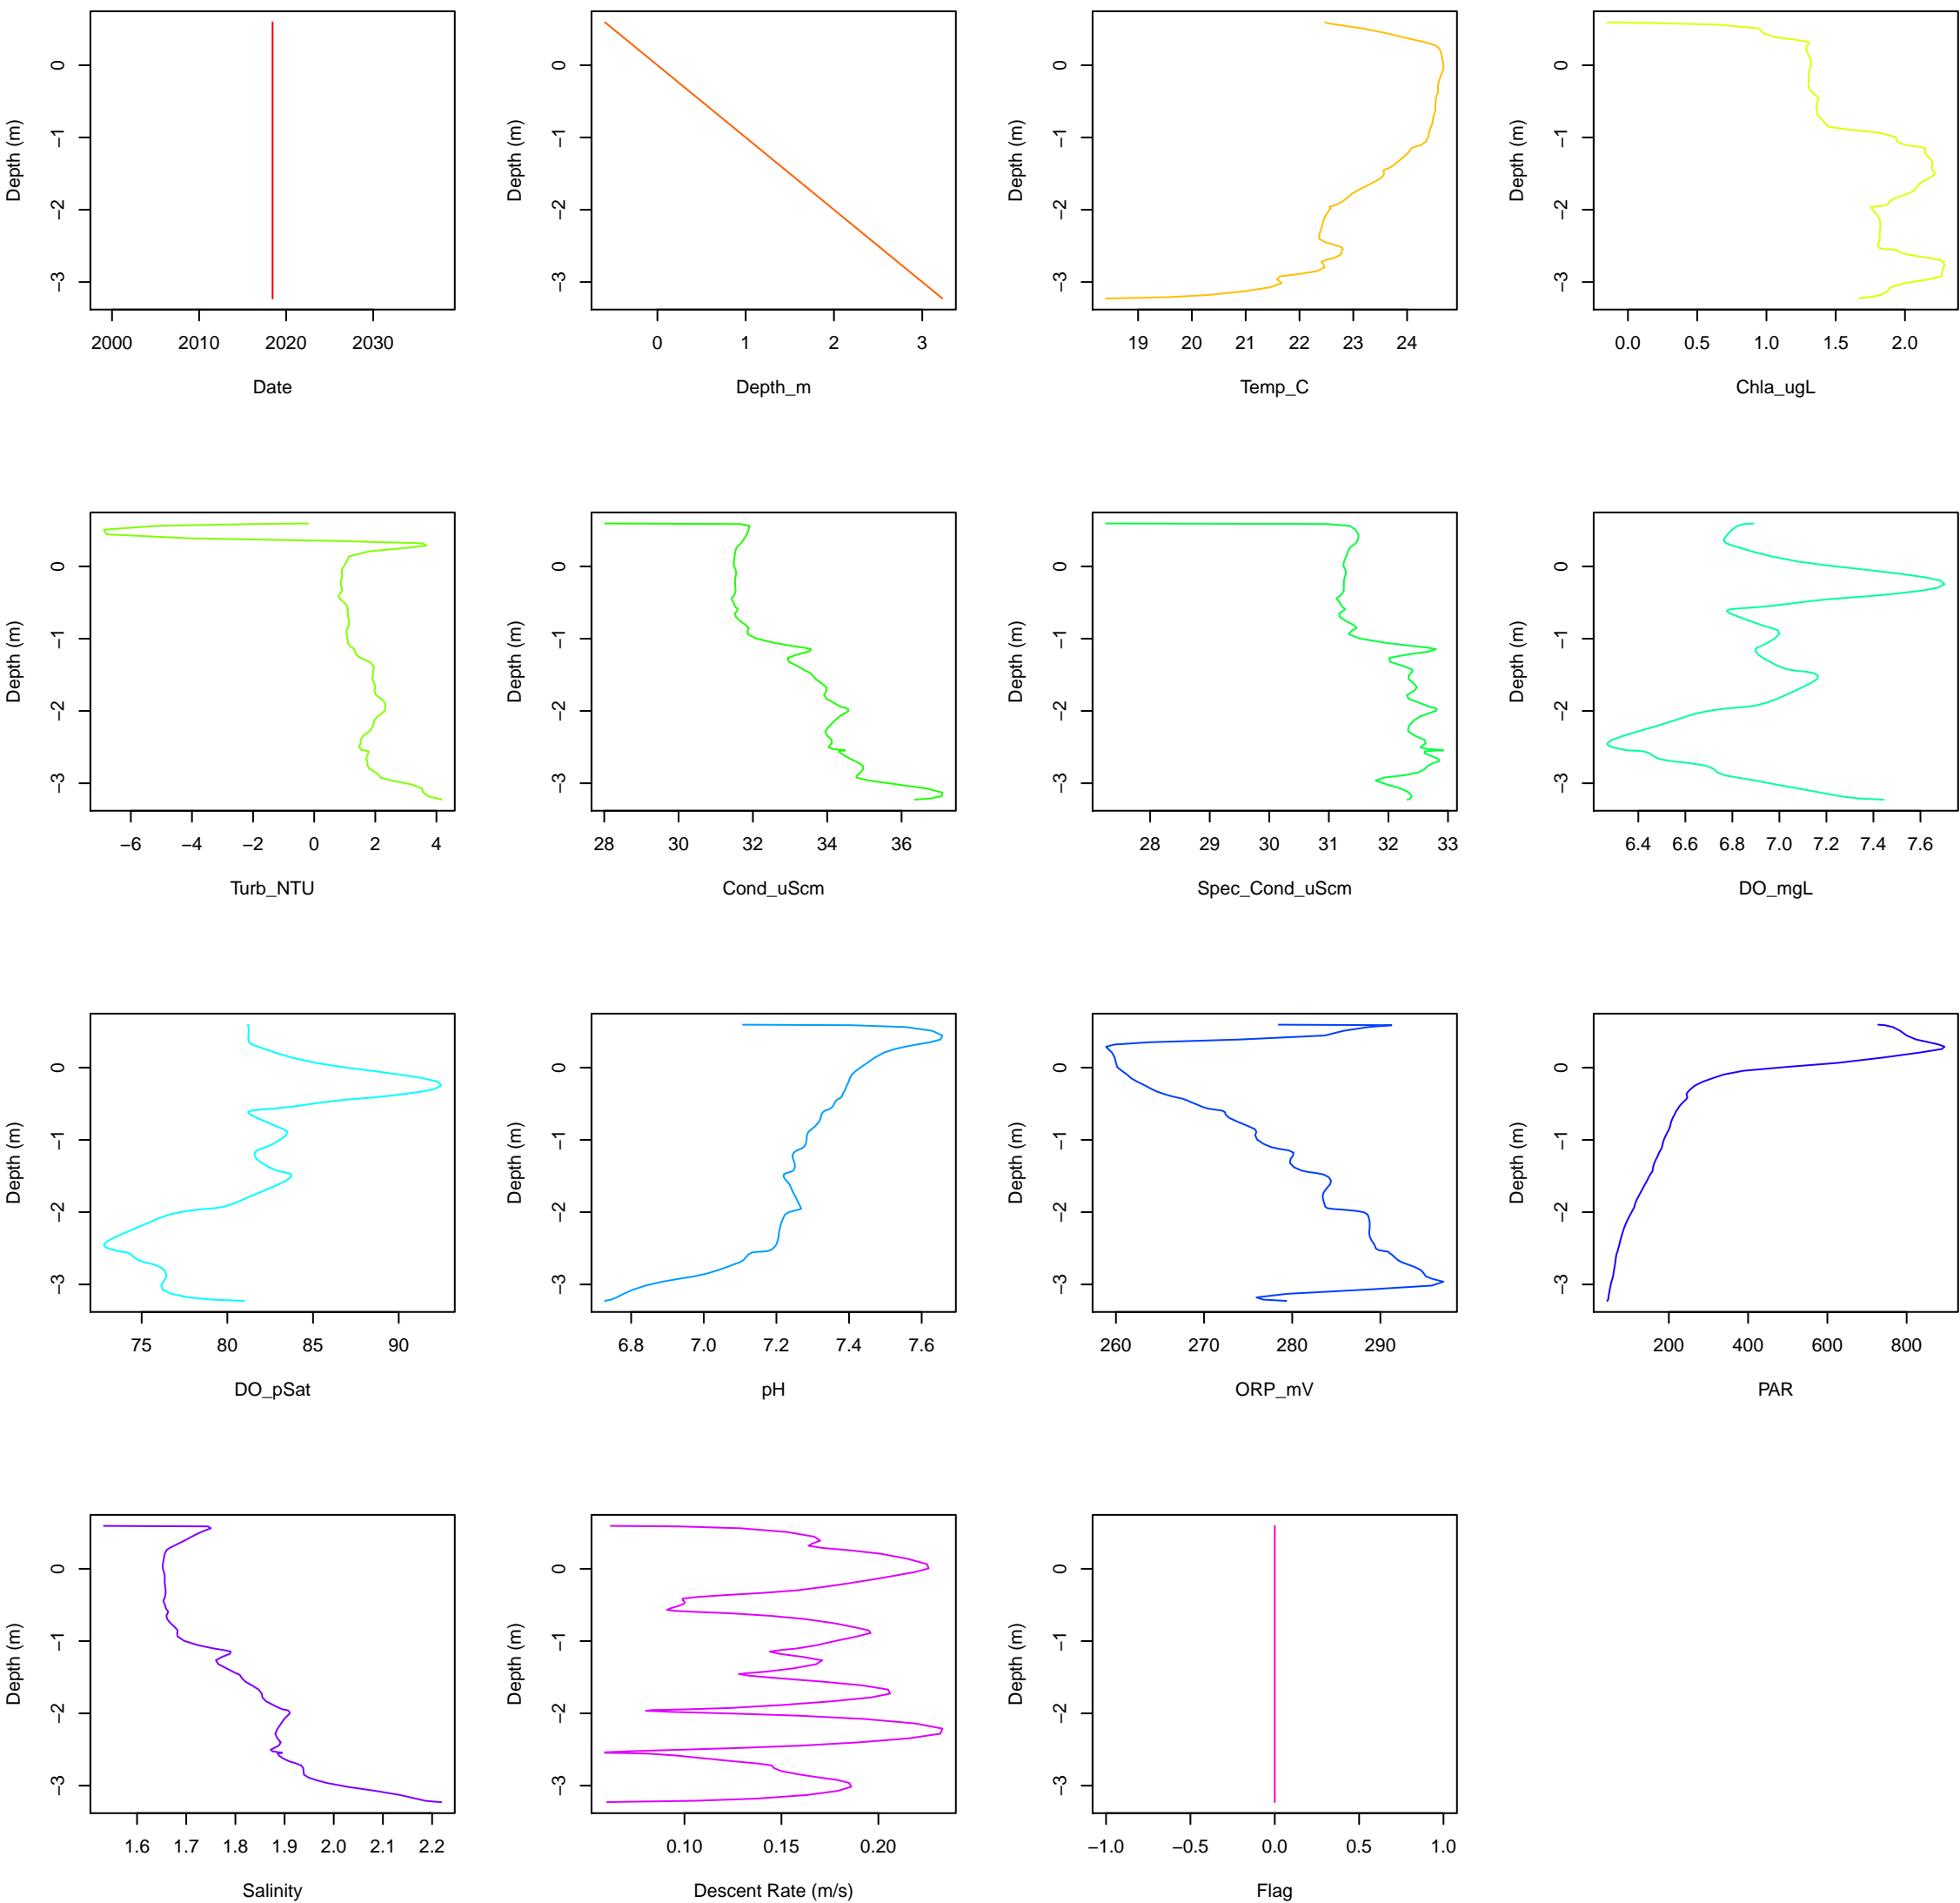 Depth (m)
0
−1
−2
−3
2000 2010 2020 2030
Date
Depth (m)
0
−1
−2
−3
0 1 2 3
Depth_m
Depth (m)
0
−1
−2
−3
19 20 21 22 23 24
Temp_C
Depth (m)
0
−1
−2
−3
0.0 0.5 1.0 1.5 2.0
Chla_ugL
Depth (m)
0
−1
−2
−3
−6 −4 −2 0 2 4
Turb_NTU
Depth (m)
0
−1
−2
−3
28 30 32 34 36
Cond_uScm
Depth (m)
0
−1
−2
−3
28 29 30 31 32 33
Spec_Cond_uScm
Depth (m)
0
−1
−2
−3
6.4 6.6 6.8 7.0 7.2 7.4 7.6
DO_mgL
Depth (m)
0
−1
−2
−3
75 80 85 90
DO_pSat
Depth (m)
0
−1
−2
−3
6.8 7.0 7.2 7.4 7.6
pH
Depth (m)
0
−1
−2
−3
260 270 280 290
ORP_mV
Depth (m)
0
−1
−2
−3
200 400 600 800
PAR
Depth (m)
0
−1
−2
−3
1.6 1.7 1.8 1.9 2.0 2.1 2.2
Salinity
Depth (m)
0
−1
−2
−3
0.10 0.15 0.20
Descent Rate (m/s)
Depth (m)
0
−1
−2
−3
−1.0 −0.5 0.0 0.5 1.0
Flag